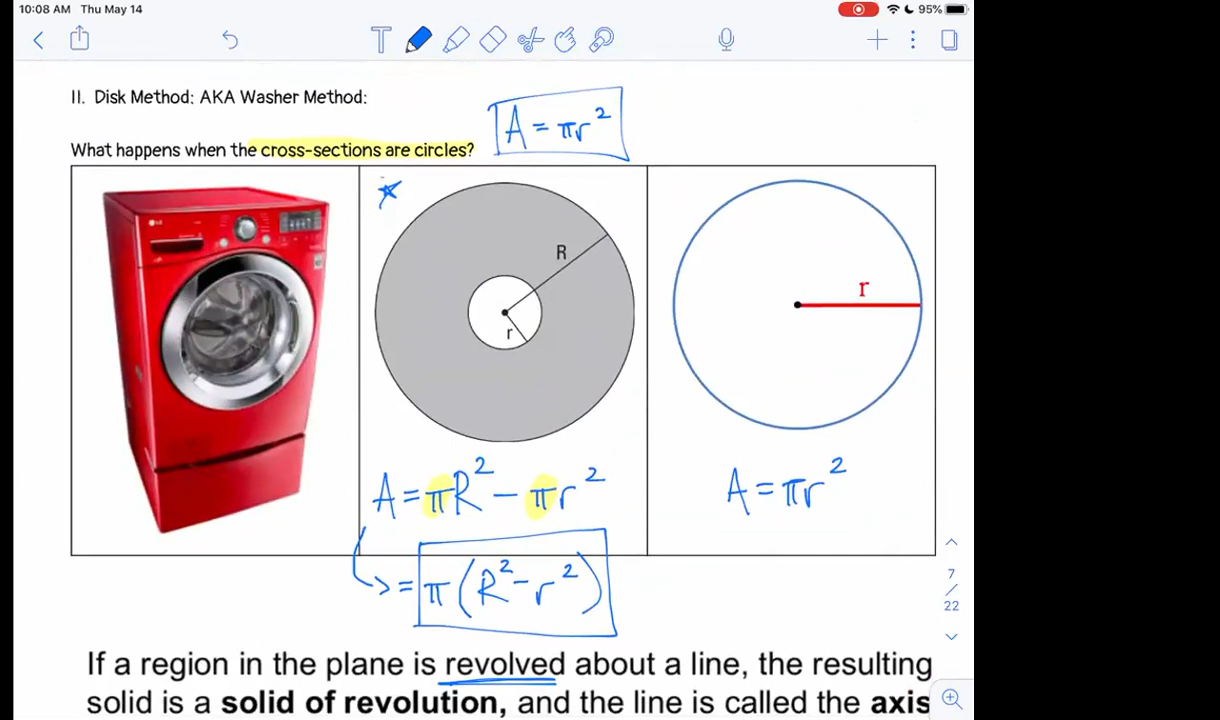 10:08 AM Thu May 14
95%
II. Disk Method: AKA Washer Method:
A = πr²
What happens when the cross-sections are circles?
LG
R
r
r
A = πR² − πr²
A = πr²
= π(R² − r²)
7
/
22
If a region in the plane is revolved about a line, the resulting
solid is a solid of revolution, and the line is called the axis